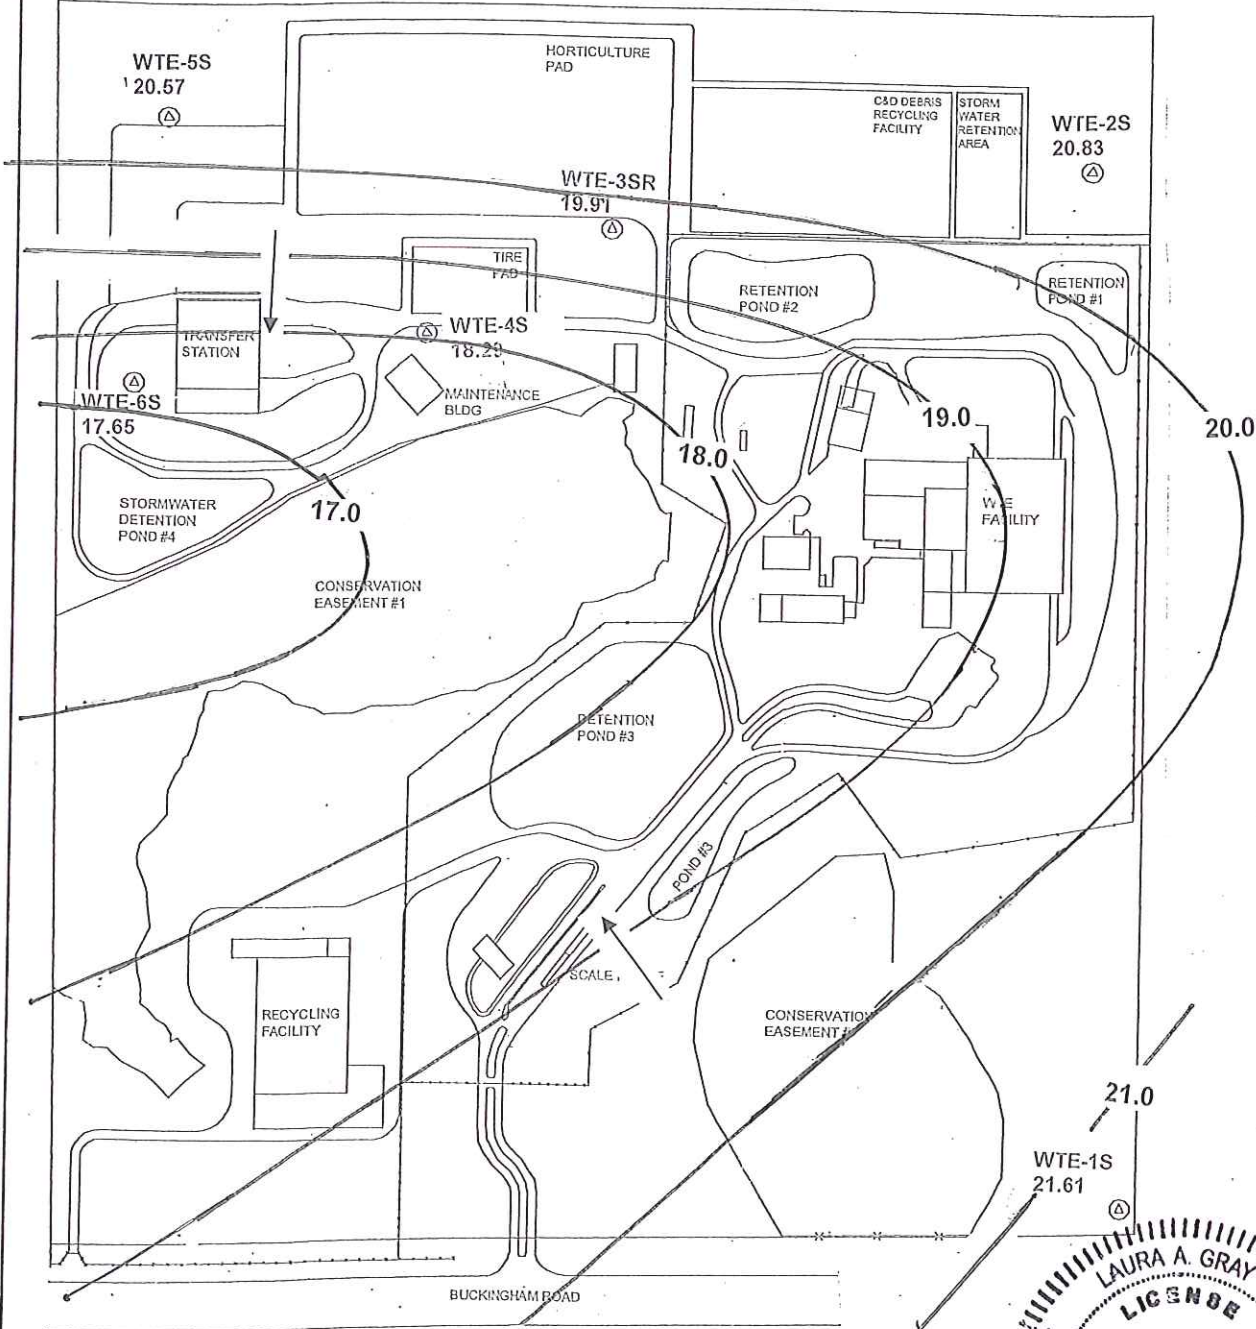 HORTICULTURE
PAD
WTE-5S
20.57
C&D DEBRIS
RECYCLING
FACILITY
STORM
WATER
RETENTION
AREA
WTE-2S
20.83
WTE-3SR
19.91
TIRE
PAD
RETENTION
POND #2
RETENTION
POND #1
TRANSFER
STATION
WTE-4S
18.29
MAINTENANCE
BLDG
WTE-6S
17.65
19.0
20.0
18.0
STORMWATER
DETENTION
POND #4
17.0
WTE
FACILITY
CONSERVATION
EASEMENT #1
RETENTION
POND #3
POND #3
SCALE
RECYCLING
FACILITY
CONSERVATION
EASEMENT
21.0
WTE-1S
21.61
BUCKINGHAM ROAD
LAURA A. GRAY
LICENSE